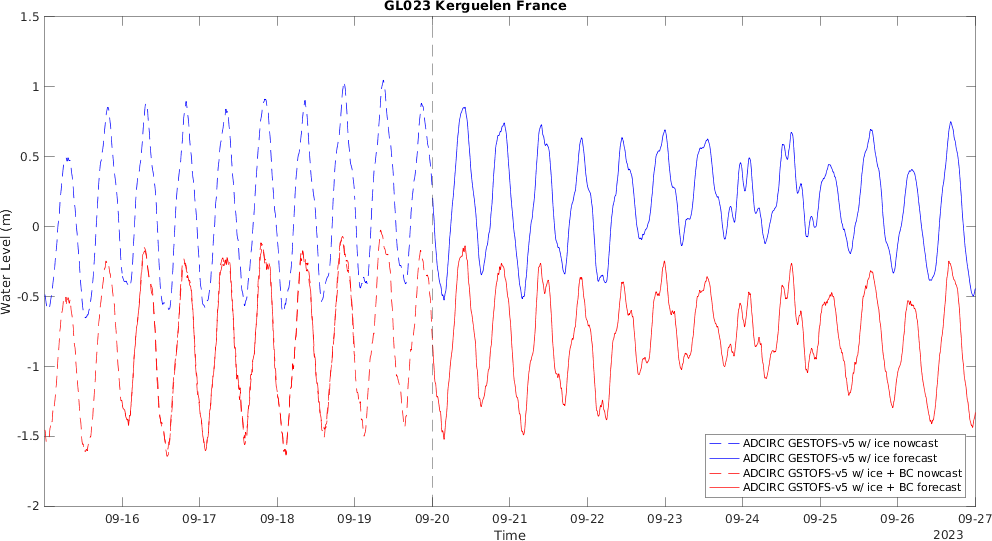 GL023 Kerguelen France
1.5
1
0.5
0
-0.5
-1
-1.5
-2
Water Level (m)
ADCIRC GESTOFS-v5 w/ ice nowcast
ADCIRC GESTOFS-v5 w/ ice forecast
ADCIRC GSTOFS-v5 w/ ice + BC nowcast
ADCIRC GSTOFS-v5 w/ ice + BC forecast
09-16 09-17 09-18 09-19 09-20 09-21 09-22 09-23 09-24 09-25 09-26 09-27
Time
2023